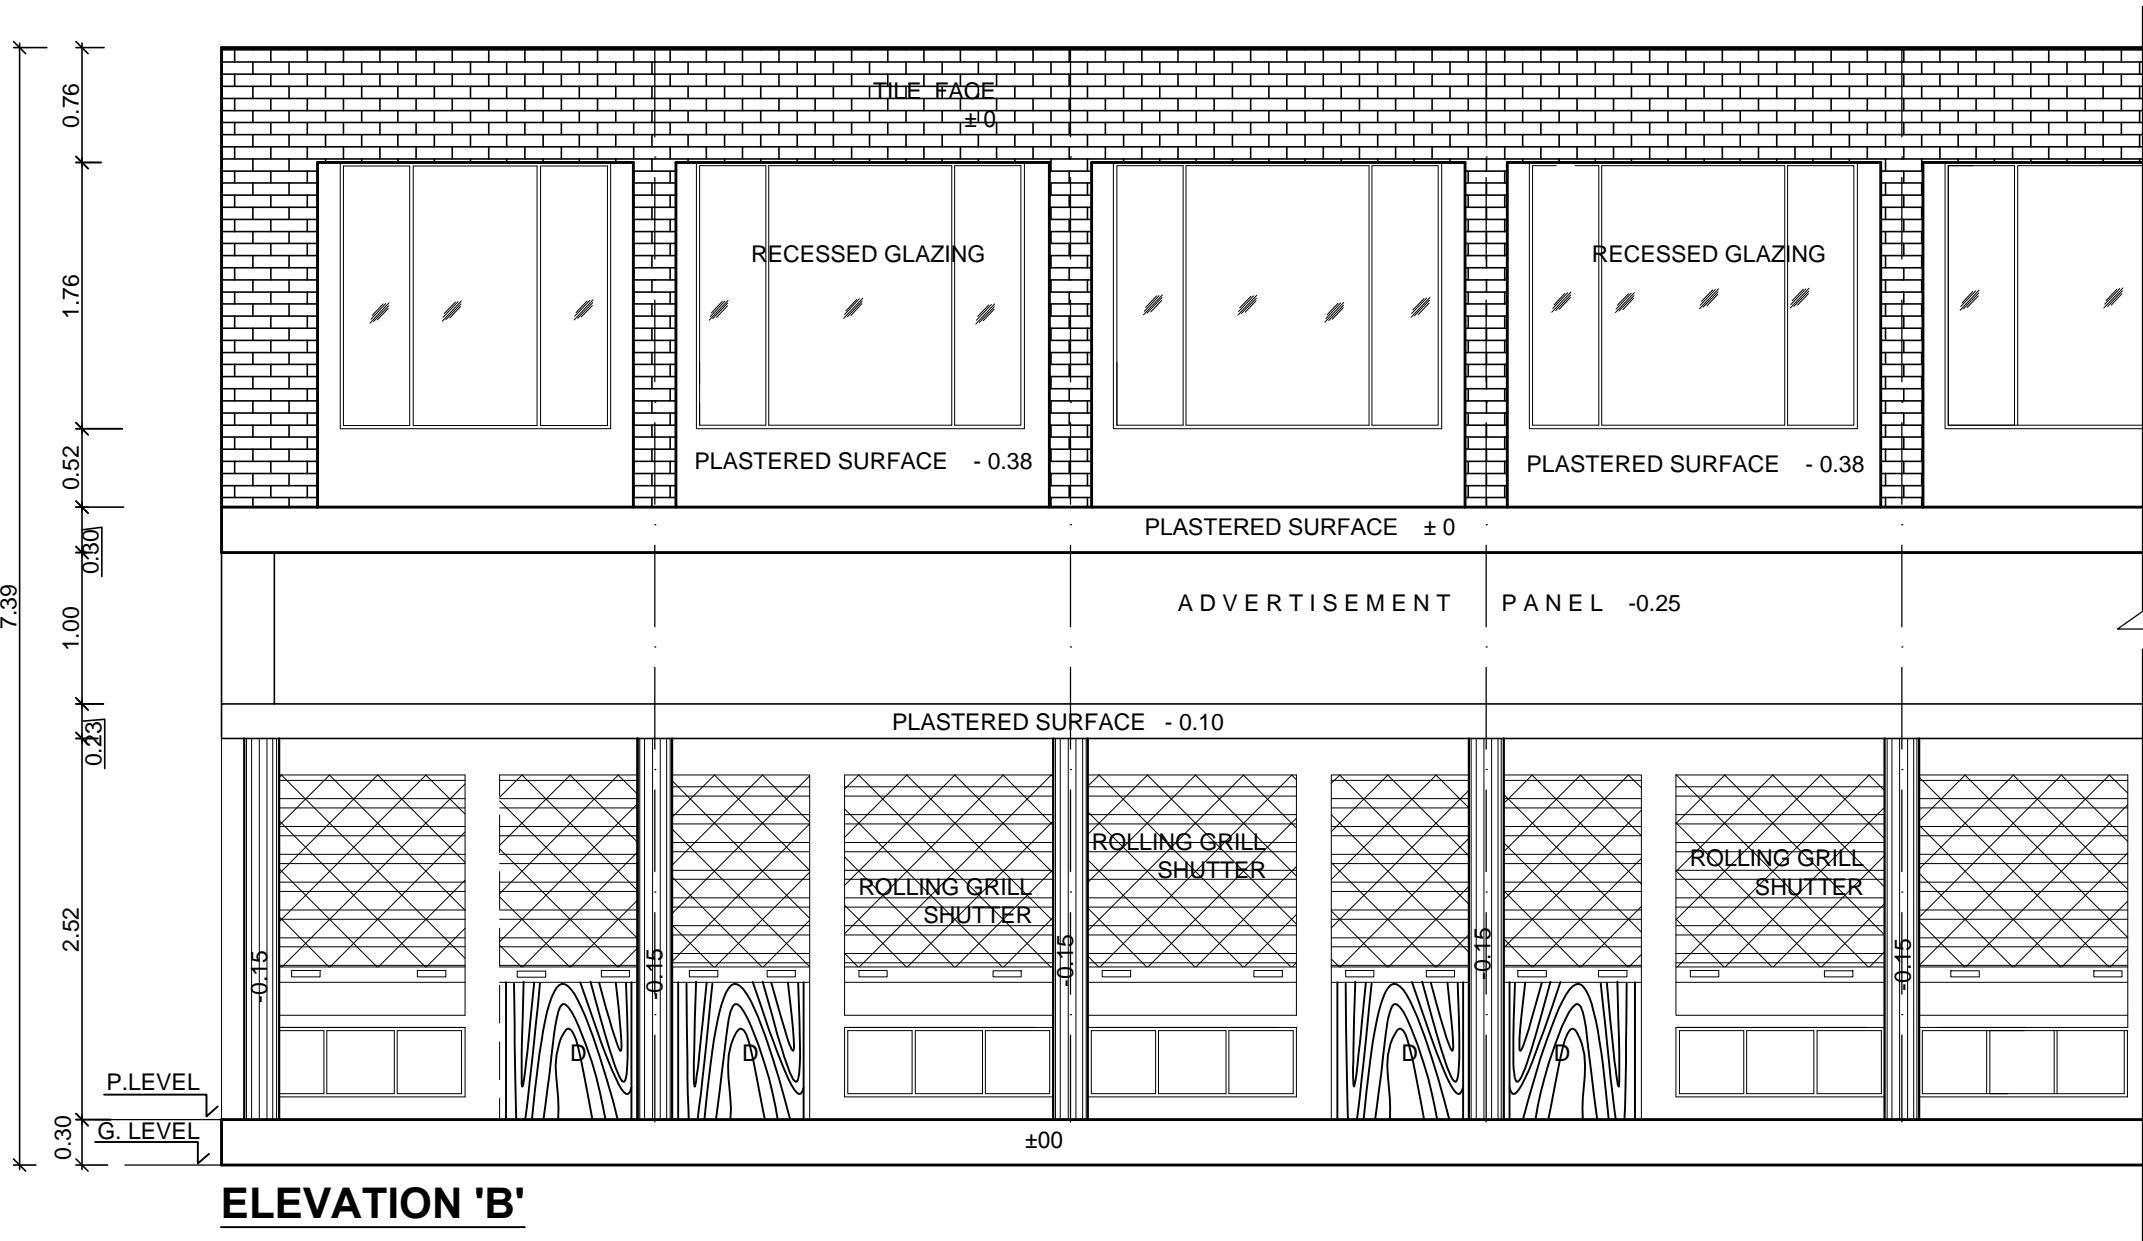 0.76
TILE FACE
± 0
RECESSED GLAZING
RECESSED GLAZING
1.76
0.52
PLASTERED SURFACE - 0.38
PLASTERED SURFACE - 0.38
0.30
PLASTERED SURFACE ± 0
7.39
1.00
ADVERTISEMENT PANEL -0.25
0.23
PLASTERED SURFACE - 0.10
ROLLING GRILL
SHUTTER
ROLLING GRILL
SHUTTER
ROLLING GRILL
SHUTTER
2.52
-0.15
-0.15
-0.15
-0.15
-0.15
D
D
D
D
P.LEVEL
G. LEVEL
0.30
±00
ELEVATION 'B'